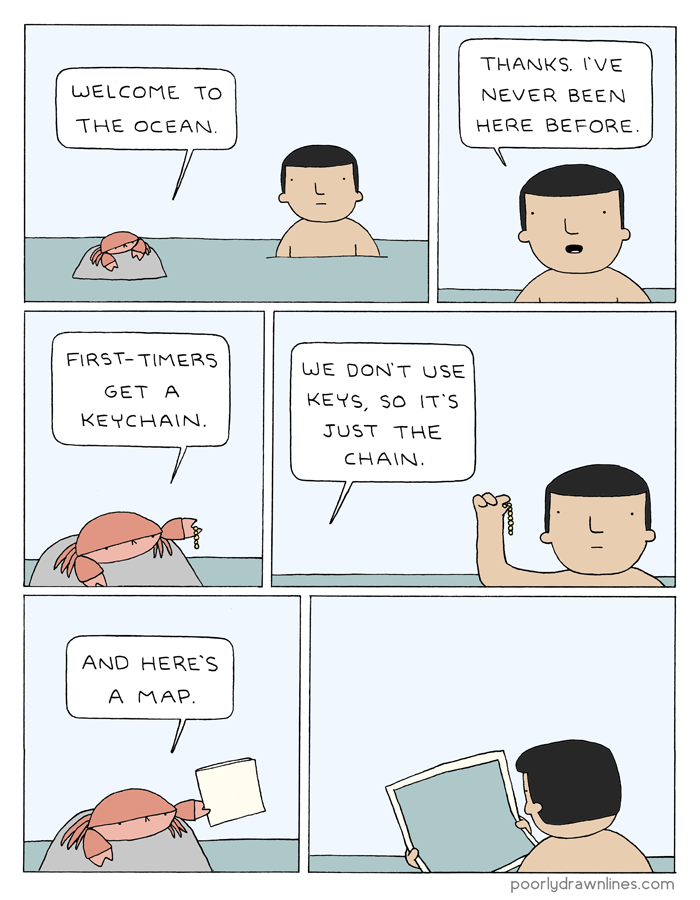 WELCOME TO
THE OCEAN.
THANKS. I'VE
NEVER BEEN
HERE BEFORE.
FIRST-TIMERS
GET A
KEYCHAIN.
WE DON'T USE
KEYS, SO IT'S
JUST THE
CHAIN.
AND HERE'S
A MAP.
poorlydrawnlines.com